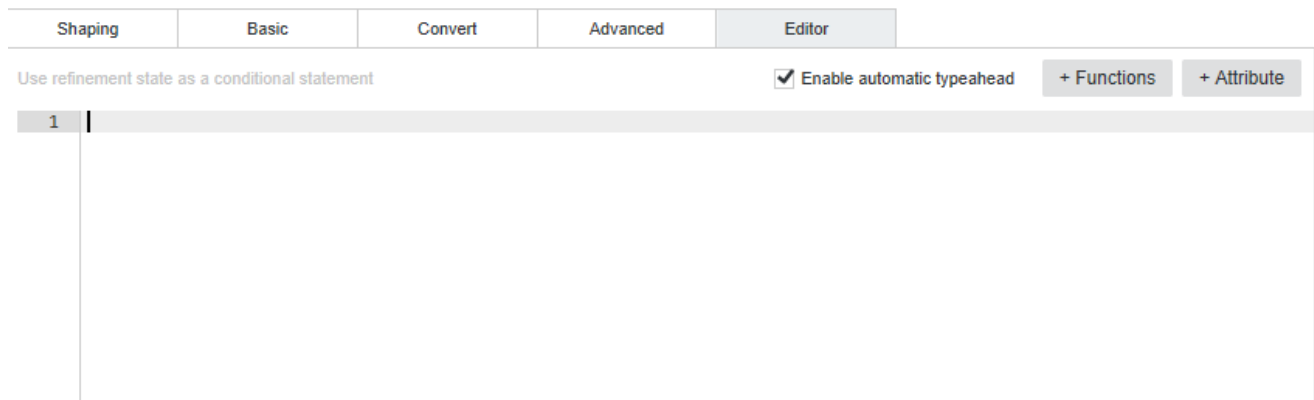 Shaping Basic Convert Advanced Editor
Use refinement state as a conditional statement Enable automatic typeahead + Functions + Attribute
1